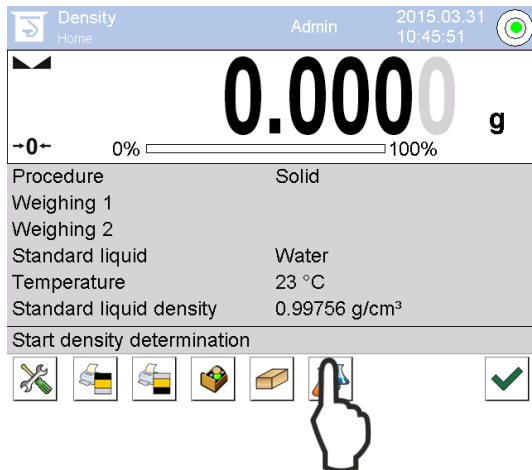 Density Admin 2015.03.31
Home 10:45:51
0.0000 g
→0← 0% 100%
Procedure Solid
Weighing 1
Weighing 2
Standard liquid Water
Temperature 23 °C
Standard liquid density 0.99756 g/cm³
Start density determination